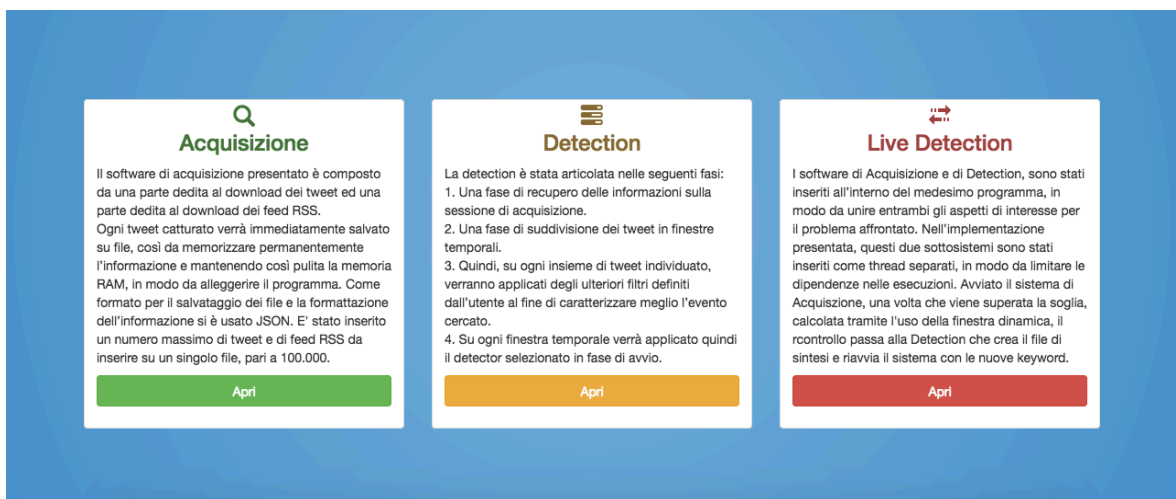 Acquisizione
Il software di acquisizione presentato è composto
da una parte dedita al download dei tweet ed una
parte dedita al download dei feed RSS.
Ogni tweet catturato verrà immediatamente salvato
su file, così da memorizzare permanentemente
l'informazione e mantenendo così pulita la memoria
RAM, in modo da alleggerire il programma. Come
formato per il salvataggio dei file e la formattazione
dell'informazione si è usato JSON. E' stato inserito
un numero massimo di tweet e di feed RSS da
inserire su un singolo file, pari a 100.000.
Apri
Detection
La detection è stata articolata nelle seguenti fasi:
1. Una fase di recupero delle informazioni sulla
sessione di acquisizione.
2. Una fase di suddivisione dei tweet in finestre
temporali.
3. Quindi, su ogni insieme di tweet individuato,
verranno applicati degli ulteriori filtri definiti
dall'utente al fine di caratterizzare meglio l'evento
cercato.
4. Su ogni finestra temporale verrà applicato quindi
il detector selezionato in fase di avvio.
Apri
Live Detection
I software di Acquisizione e di Detection, sono stati
inseriti all'interno del medesimo programma, in
modo da unire entrambi gli aspetti di interesse per
il problema affrontato. Nell'implementazione
presentata, questi due sottosistemi sono stati
inseriti come thread separati, in modo da limitare le
dipendenze nelle esecuzioni. Avviato il sistema di
Acquiszione, una volta che viene superata la soglia,
calcolata tramite l'uso della finestra dinamica, il
rcontrollo passa alla Detection che crea il file di
sintesi e riavvia il sistema con le nuove keyword.
Apri